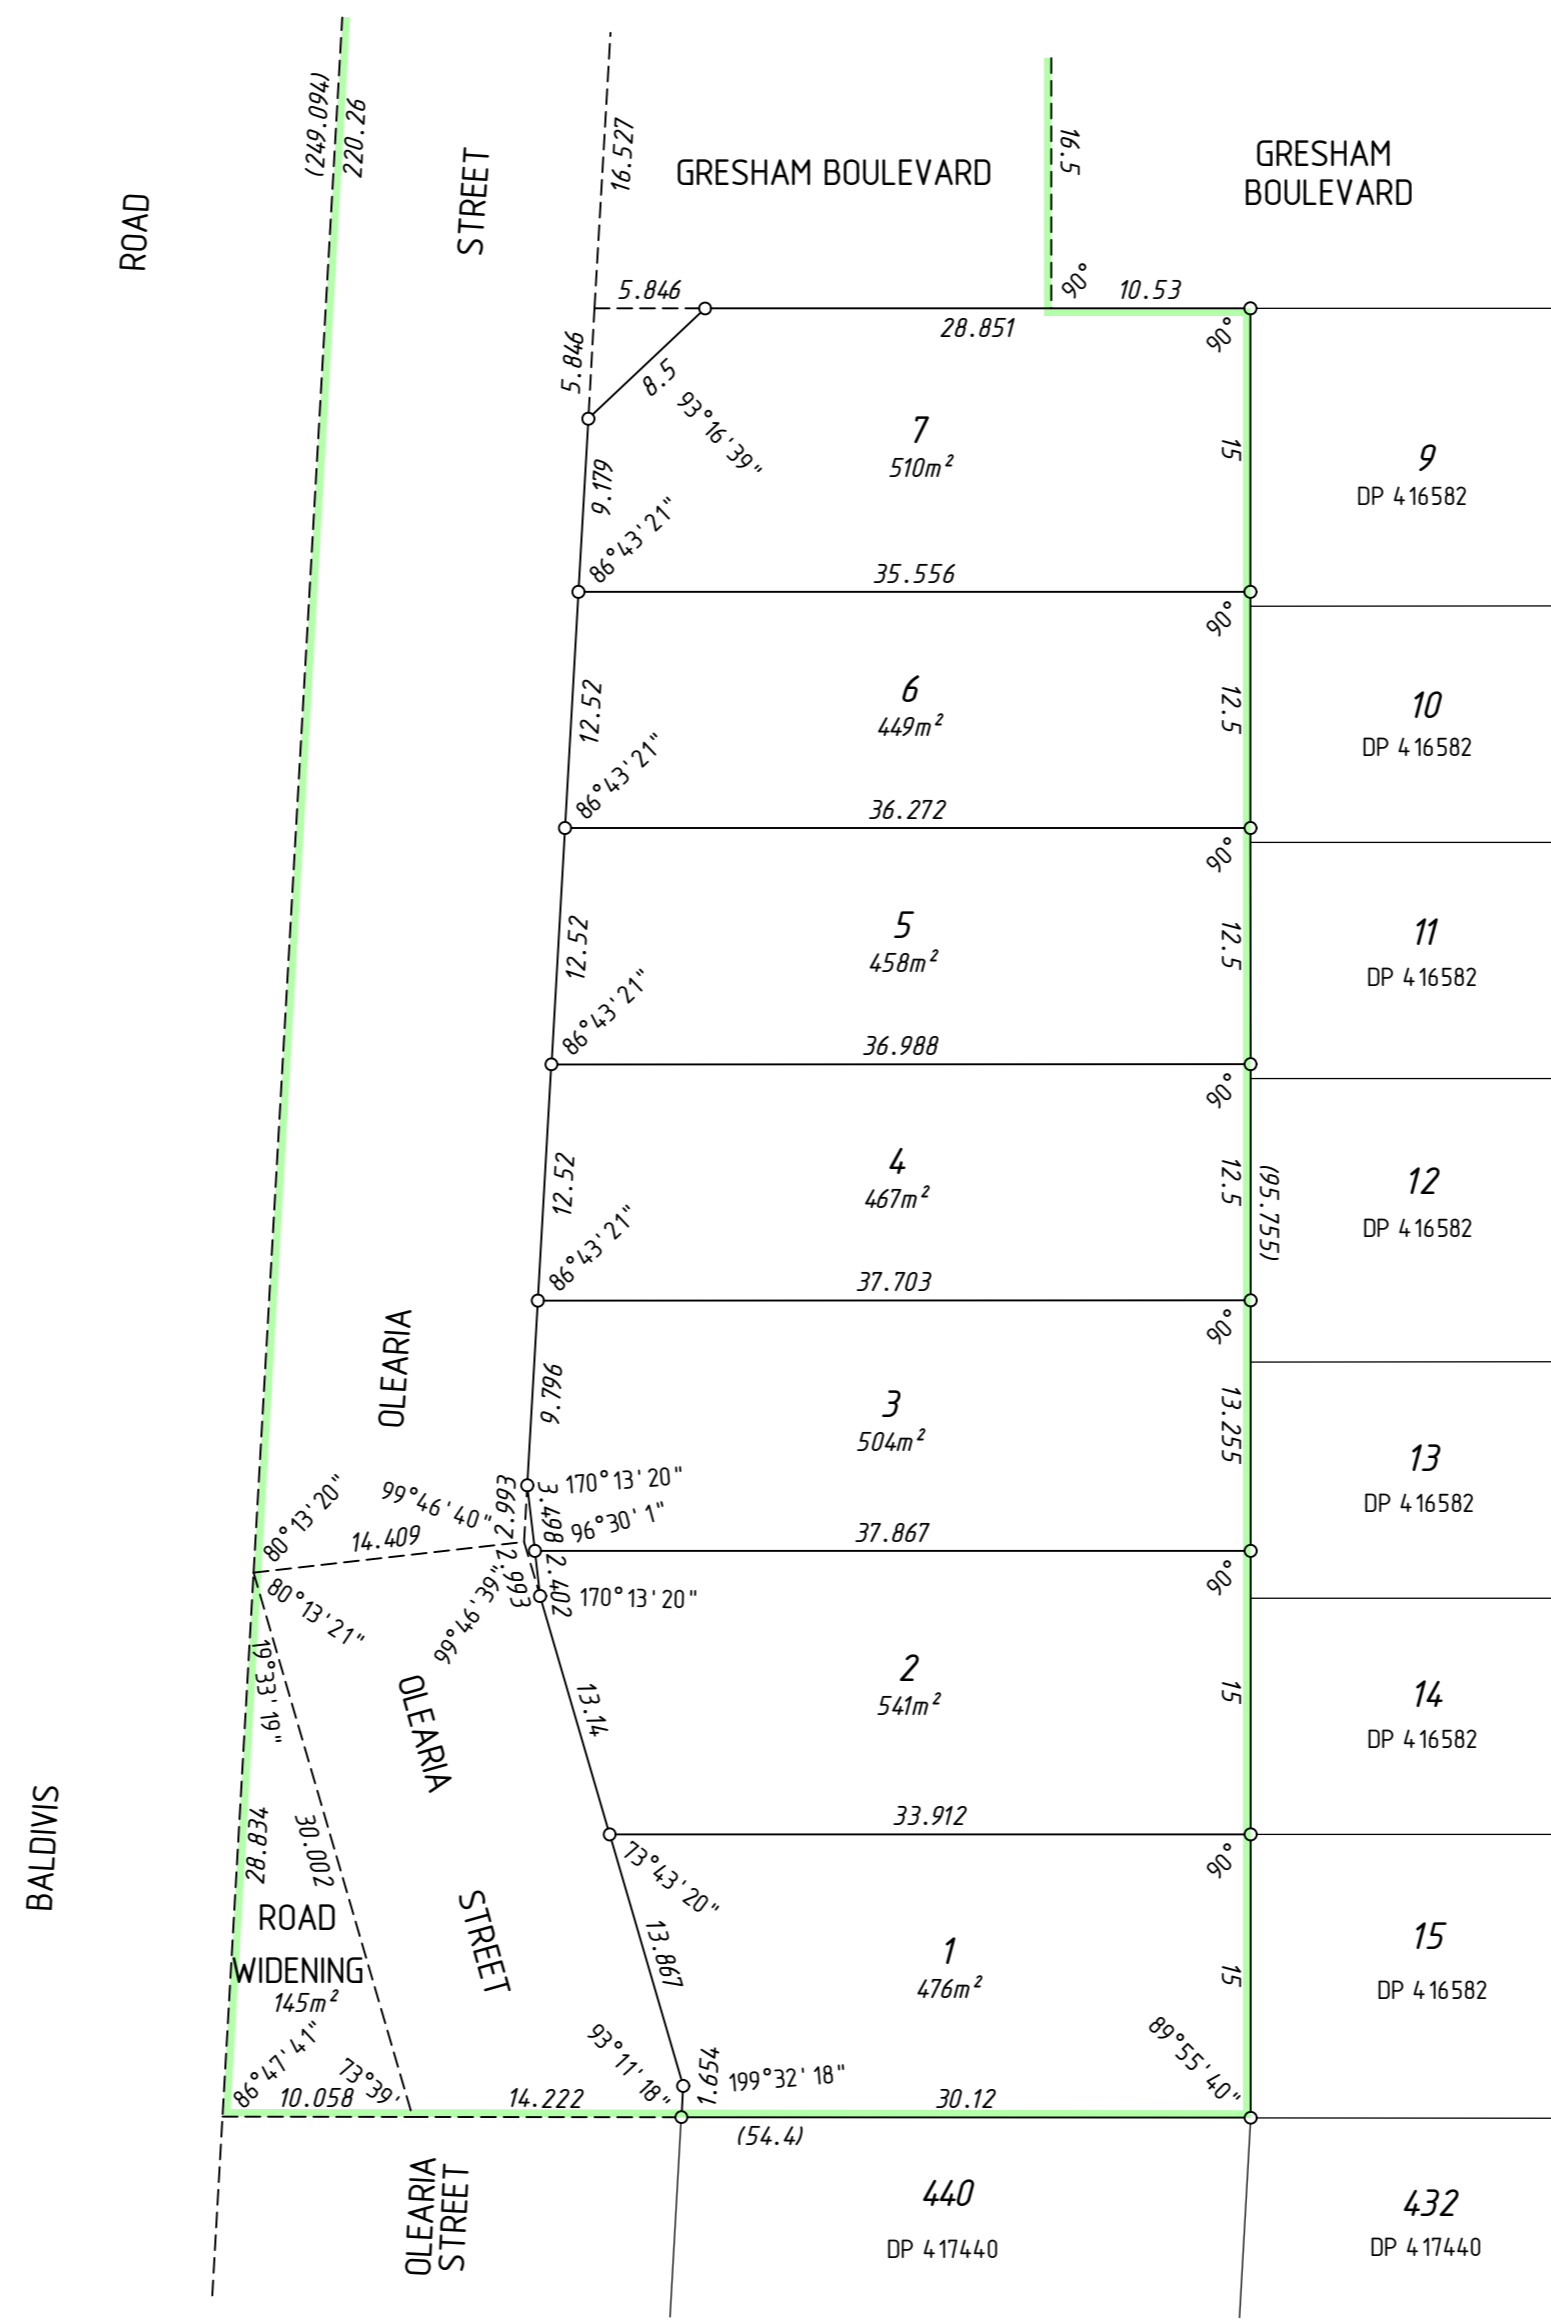 (249.094)
220.26
ROAD
STREET
16.527
GRESHAM BOULEVARD
16.5
GRESHAM
BOULEVARD
90°
10.53
5.846
28.851
90°
5.846
8.5
93°16'39"
7
510m²
15
9
DP 416582
9.179
86°43'21"
35.556
90°
6
449m²
12.5
10
DP 416582
12.52
86°43'21"
36.272
90°
5
458m²
12.5
11
DP 416582
12.52
86°43'21"
36.988
90°
4
467m²
12.5
(95.755)
12
DP 416582
12.52
86°43'21"
37.703
90°
OLEARIA
9.796
3
504m²
13.255
13
DP 416582
80°13'20"
99°46'40"
2.993
3.498
170°13'20"
96°30'1"
14.409
37.867
90°
80°13'21"
99°46'39"
2.993
2.402
170°13'20"
19°33'19"
OLEARIA
13.14
2
541m²
15
14
DP 416582
BALDIVIS
28.834
30.002
33.912
90°
73°43'20"
ROAD
WIDENING
145m²
STREET
13.867
1
476m²
15
15
DP 416582
86°47'41"
73°39'
93°11'18"
1.654
199°32'18"
89°55'40"
10.058
14.222
30.12
(54.4)
OLEARIA
STREET
440
DP 417440
432
DP 417440